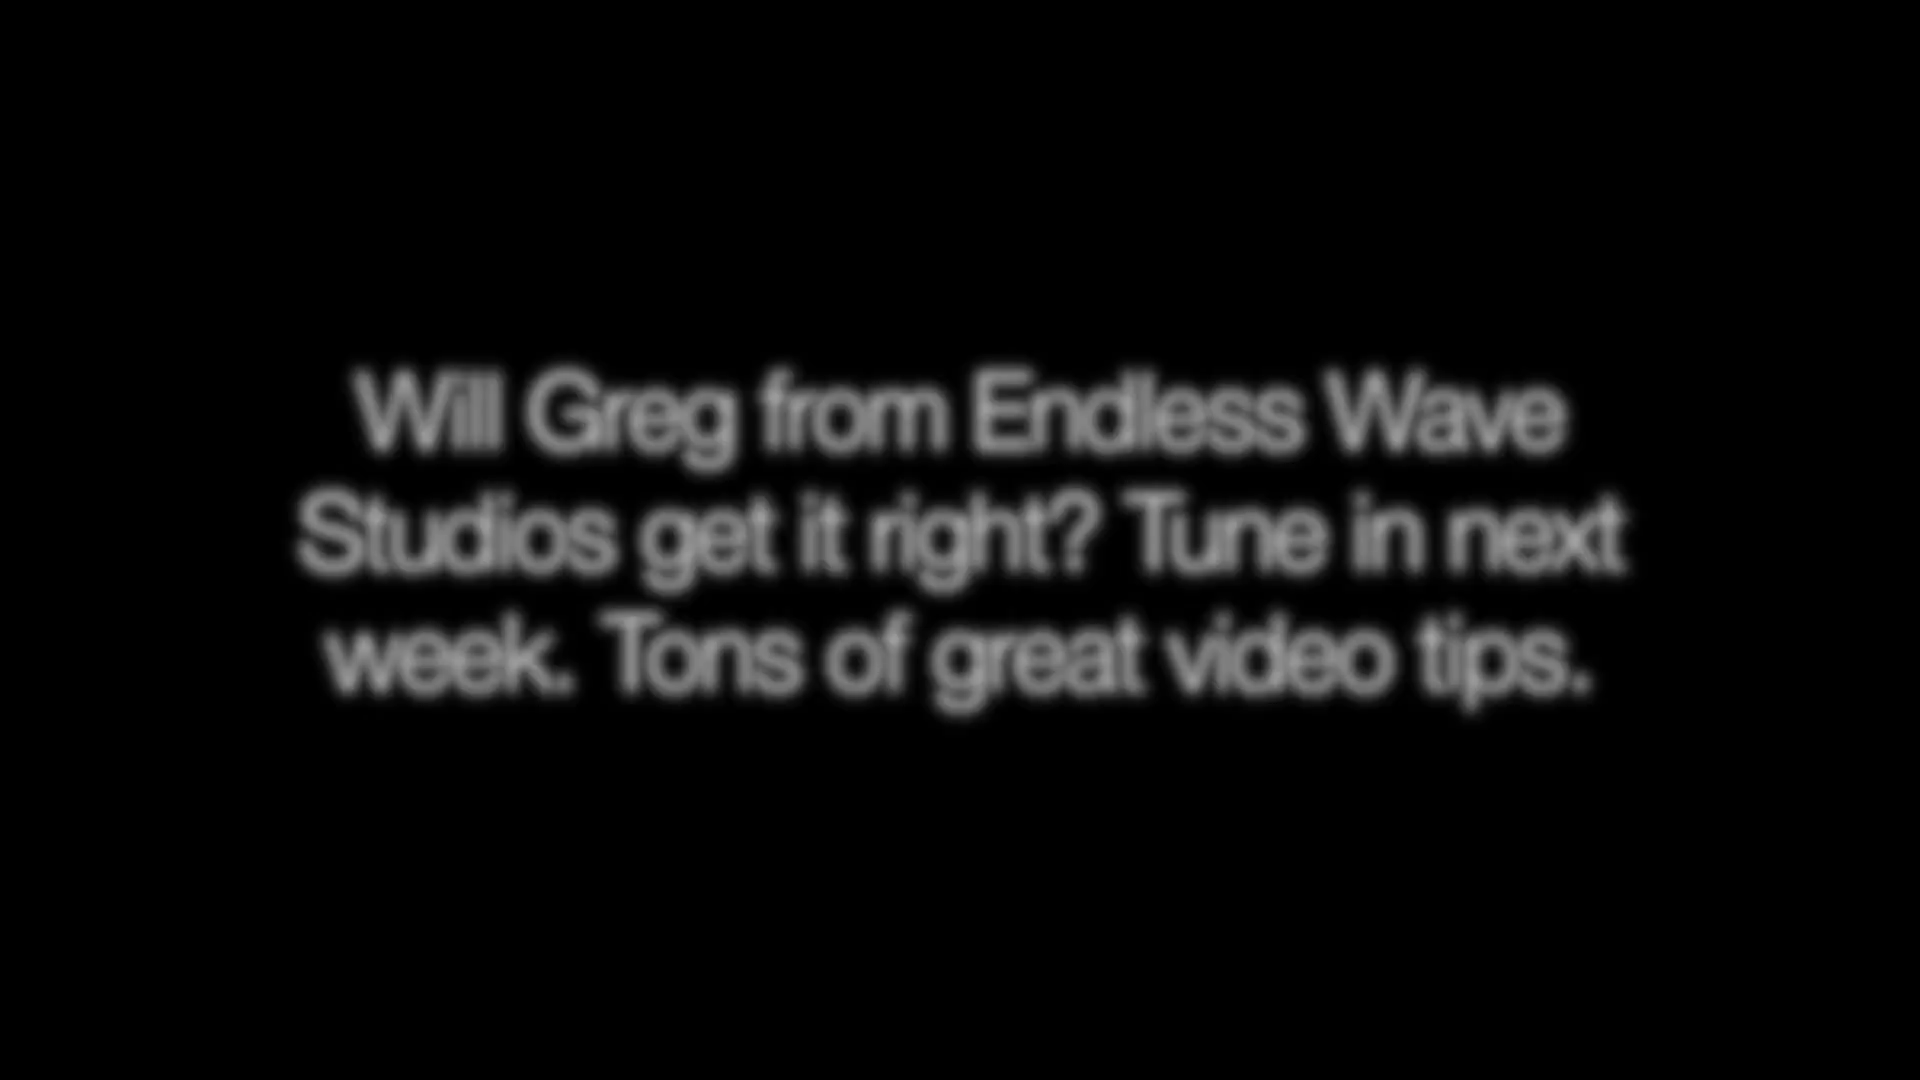 Will Greg from Endless Wave
Studios get it right? Tune in next
week. Tons of great video tips.